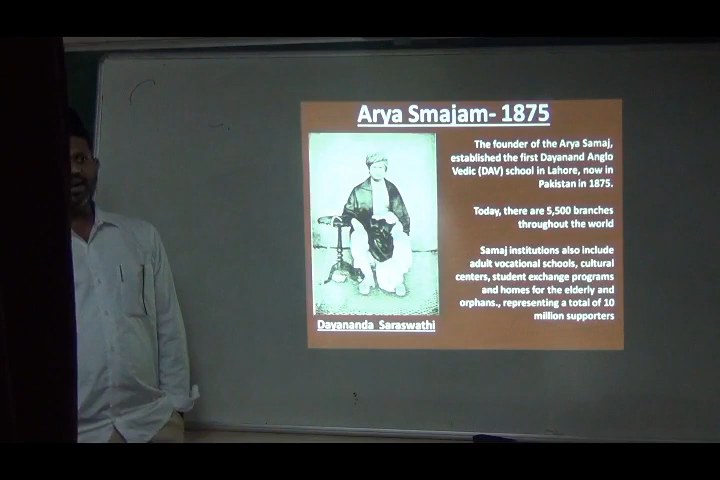 Arya Smajam- 1875
The founder of the Arya Samaj,
established the first Dayanand Anglo
Vedic (DAV) school in Lahore, now in
Pakistan in 1875.
Today, there are 5,500 branches
throughout the world
Samaj institutions also include
adult vocational schools, cultural
centers, student exchange programs
and homes for the elderly and
orphans., representing a total of 10
million supporters
Dayananda Saraswathi